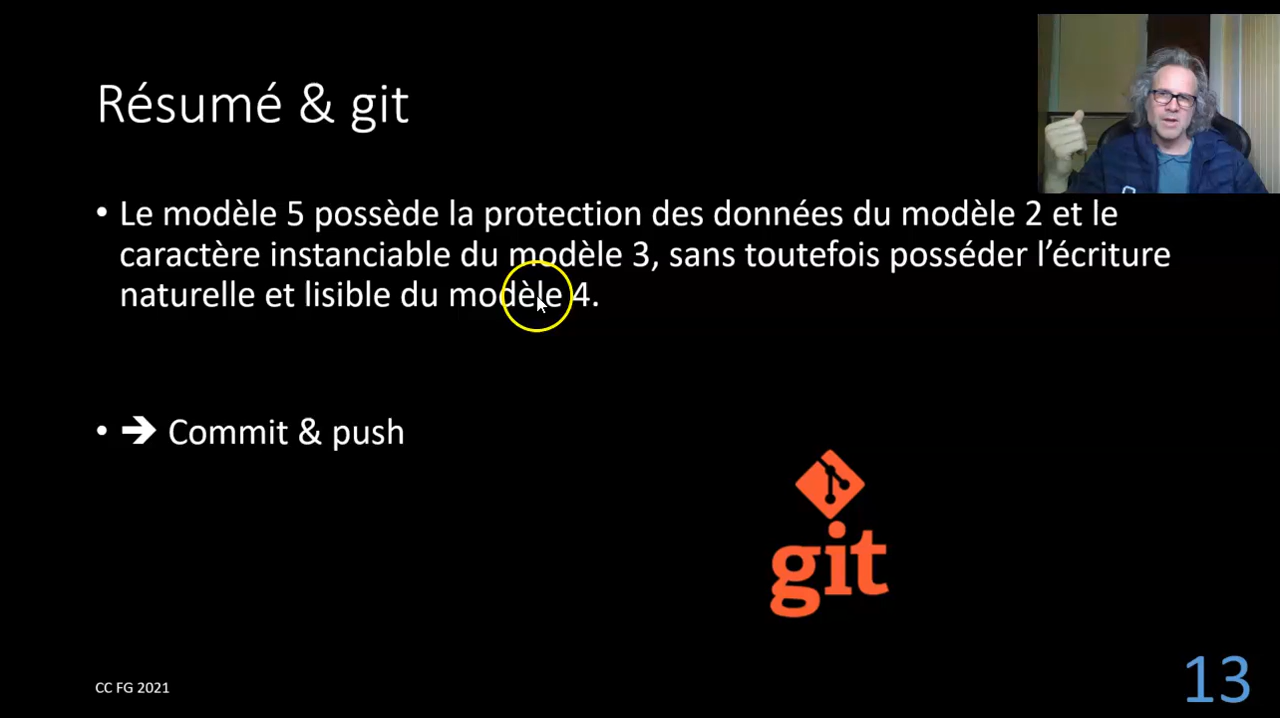 Résumé & git
• Le modèle 5 possède la protection des données du modèle 2 et le
caractère instanciable du modèle 3, sans toutefois posséder l’écriture
naturelle et lisible du modèle 4.
• ➔ Commit & push
git
CC FG 2021
13